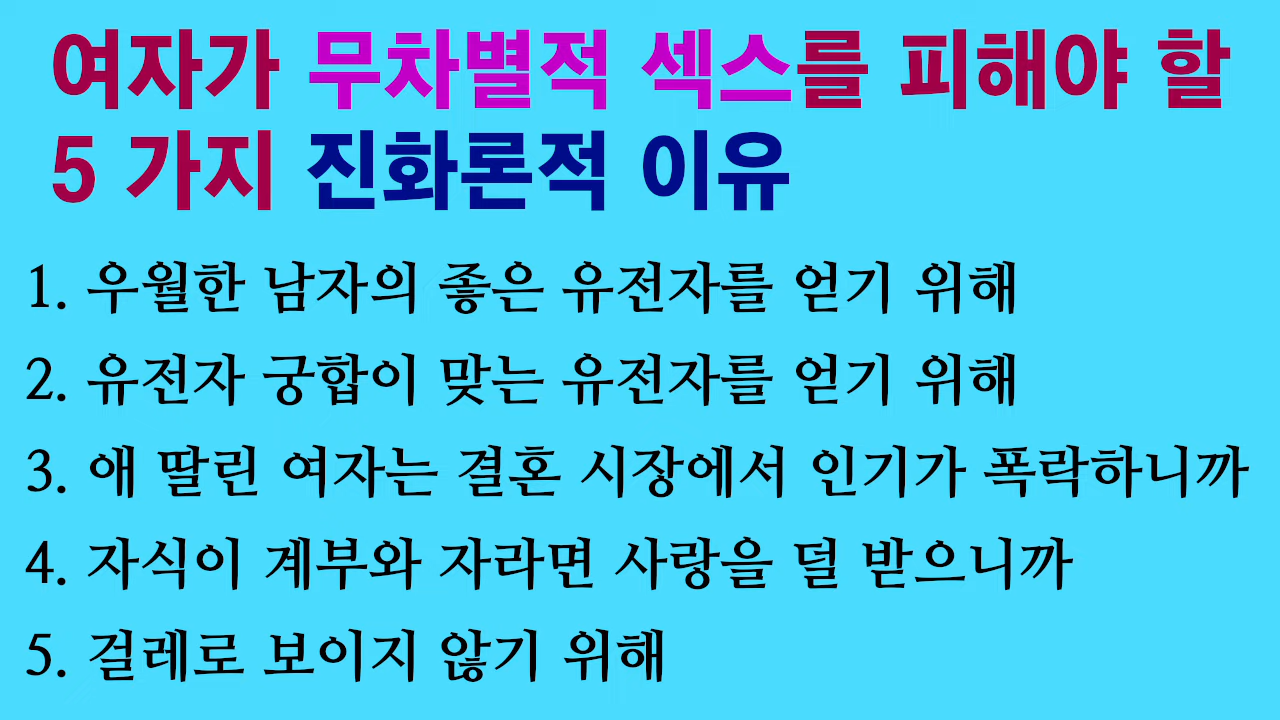 여자가 무차별적 섹스를 피해야 할
5 가지 진화론적 이유
1. 우월한 남자의 좋은 유전자를 얻기 위해
2. 유전자 궁합이 맞는 유전자를 얻기 위해
3. 애 딸린 여자는 결혼 시장에서 인기가 폭락하니까
4. 자식이 계부와 자라면 사랑을 덜 받으니까
5. 걸레로 보이지 않기 위해